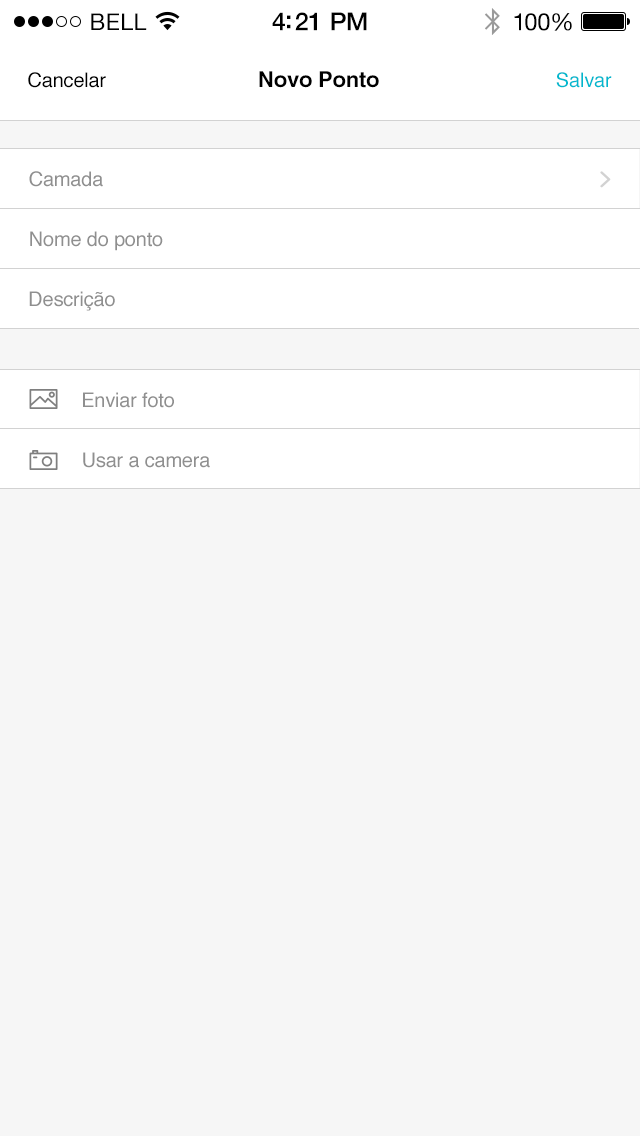 BELL 4:21 PM 100%
Cancelar Novo Ponto Salvar
Camada
Nome do ponto
Descrição
Enviar foto
Usar a camera